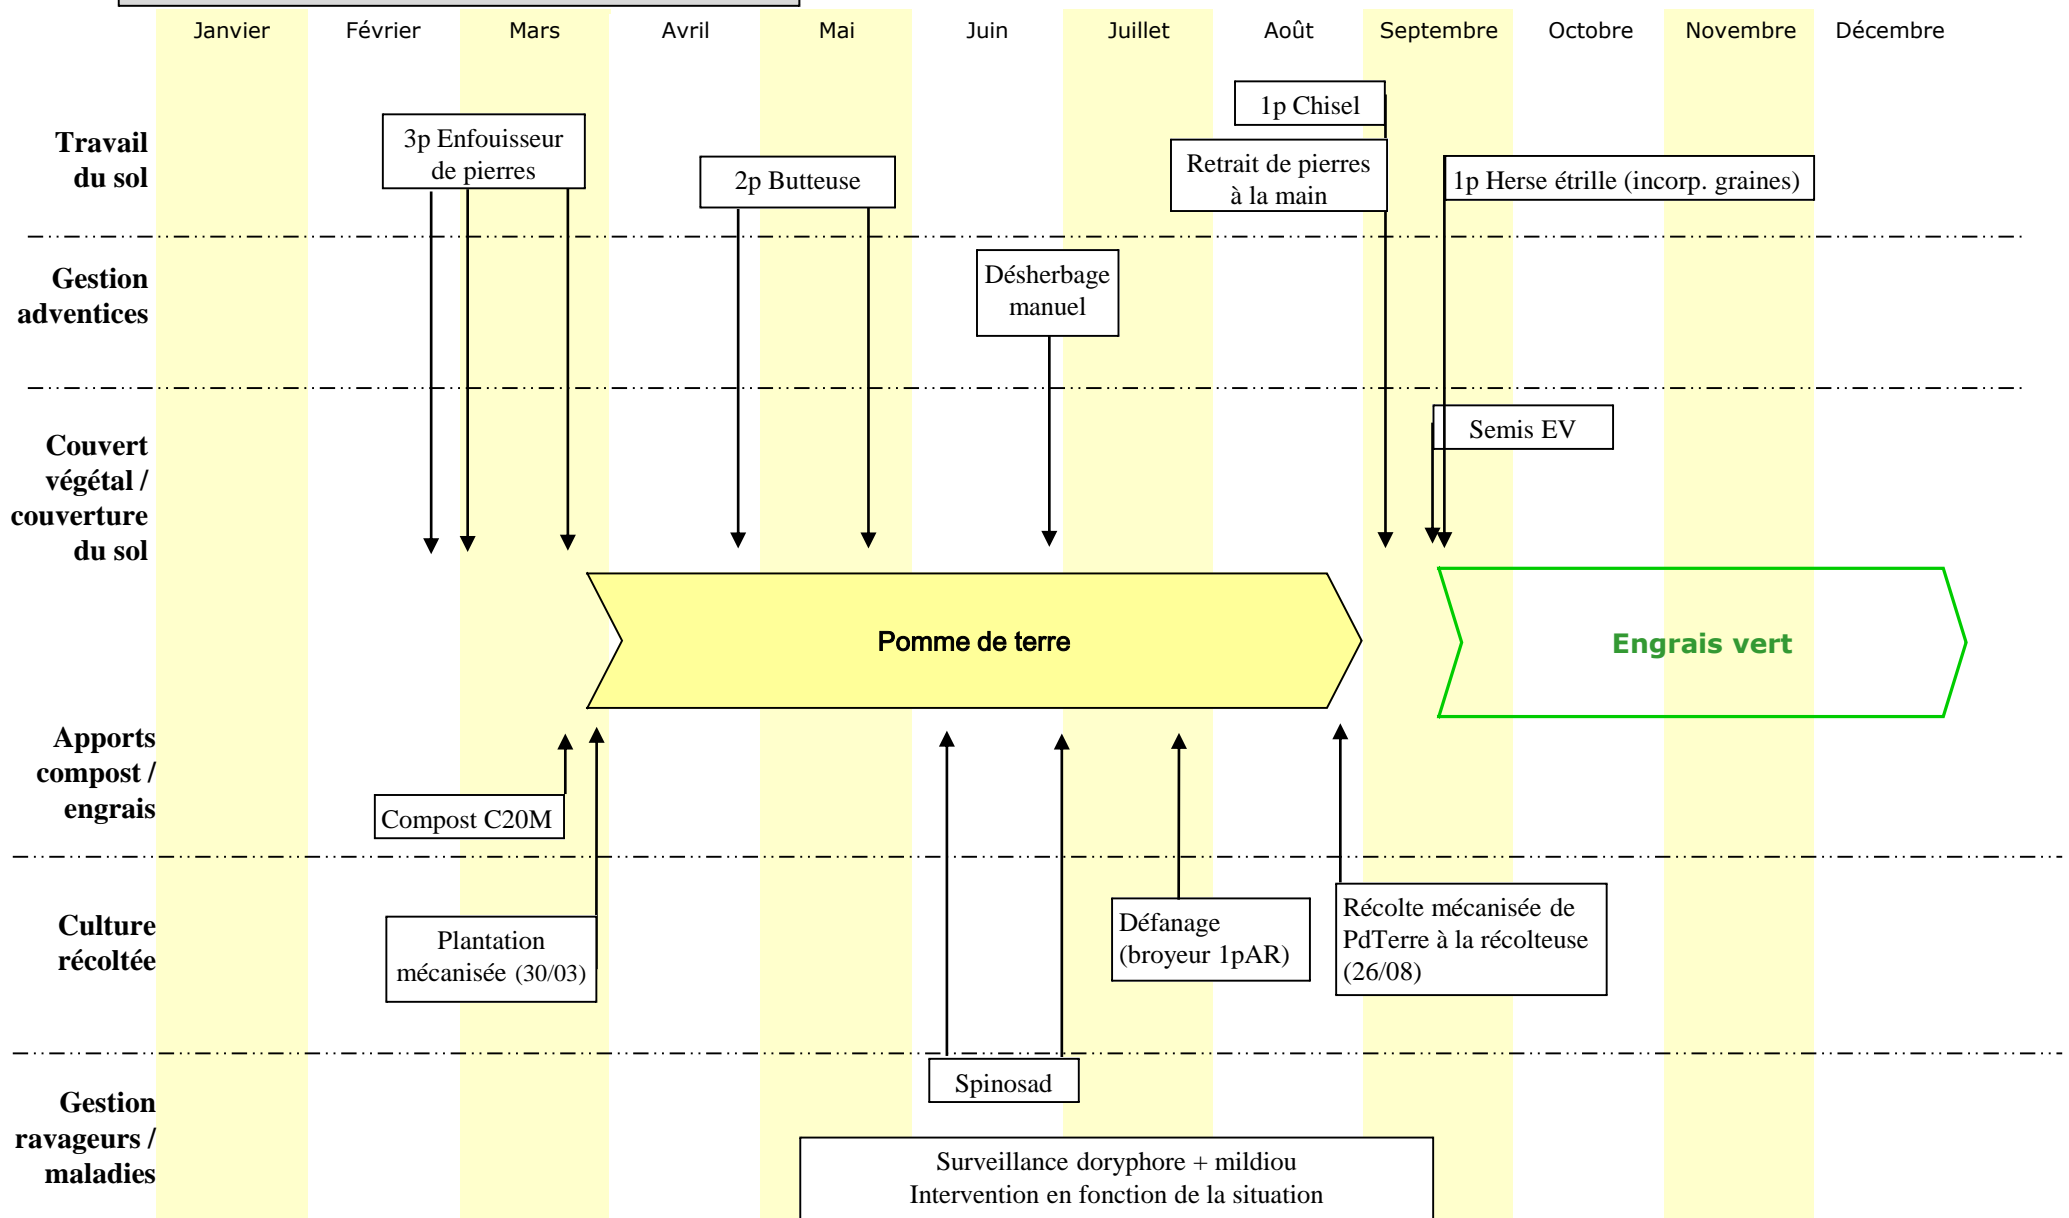 Janvier Février Mars Avril Mai Juin Juillet Août Septembre Octobre Novembre Décembre
Travail
du sol
3p Enfouisseur
de pierres
2p Butteuse
1p Chisel
Retrait de pierres
à la main
1p Herse étrille (incorp. graines)
Gestion
adventices
Désherbage
manuel
Couvert
végétal /
couverture
du sol
Semis EV
Pomme de terre
Engrais vert
Apports
compost /
engrais
Compost C20M
Culture
récoltée
Plantation
mécanisée (30/03)
Défanage
(broyeur 1pAR)
Récolte mécanisée de
PdTerre à la récolteuse
(26/08)
Gestion
ravageurs /
maladies
Spinosad
Surveillance doryphore + mildiou
Intervention en fonction de la situation